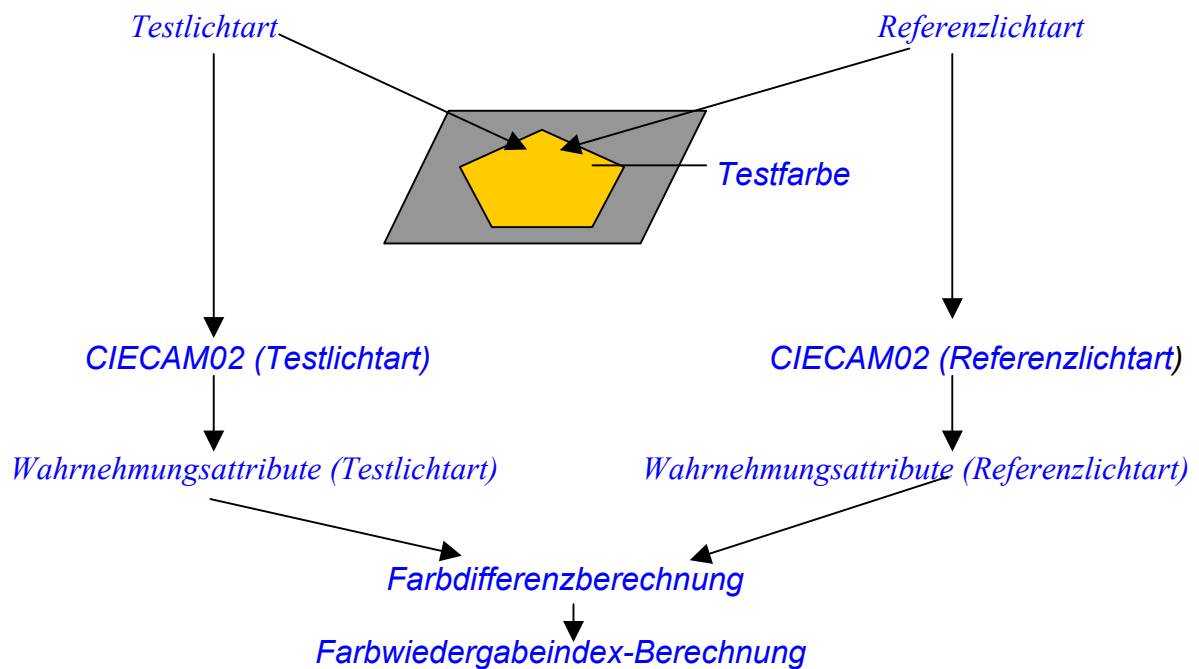 Testlichtart
Referenzlichtart
Testfarbe
CIECAM02 (Testlichtart)
CIECAM02 (Referenzlichtart)
Wahrnehmungsattribute (Testlichtart)
Wahrnehmungsattribute (Referenzlichtart)
Farbdifferenzberechnung
Farbwiedergabeindex-Berechnung